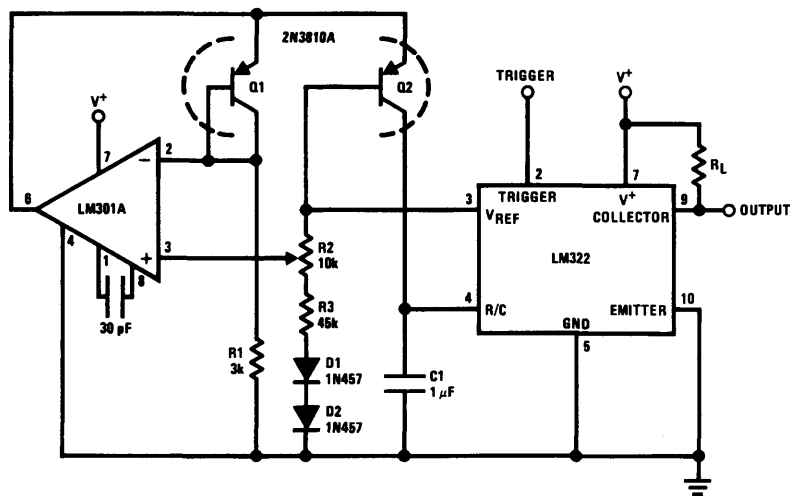 2N3810A
Q1
Q2
TRIGGER
V+
V+
2
7
6
LM301A
−
+
4
1
8
3
30 pF
R1
3k
R2
10k
R3
45k
D1
1N457
D2
1N457
C1
1 μF
3
VREF
4
R/C
2
TRIGGER
7
V+
COLLECTOR
9
OUTPUT
RL
LM322
EMITTER
10
GND
5